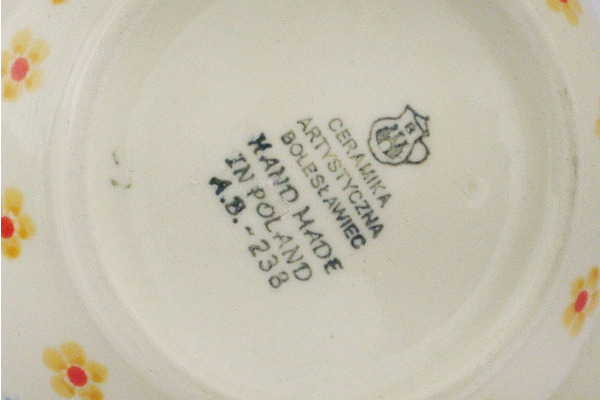 B
CERAMIKA
ARTYSTYCZNA
BOLESŁAWIEC
HAND MADE
IN POLAND
A.B. - 238